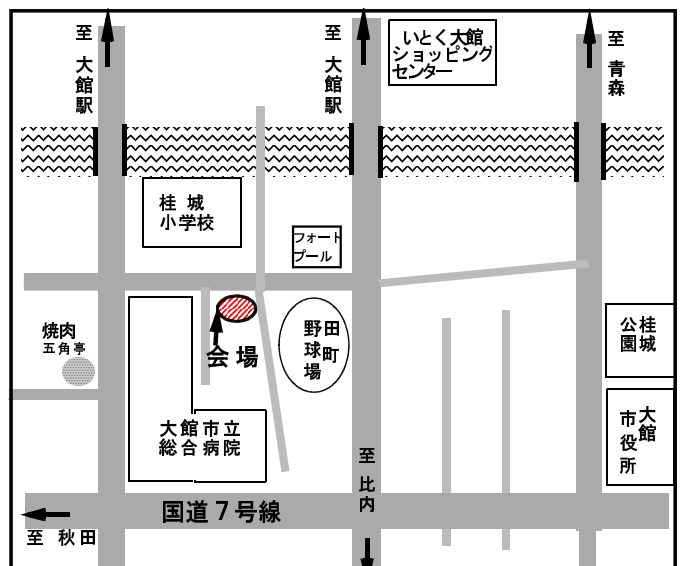 至 大館駅
至 大館駅
いとく大館
ショッピング
センター
至 青森
桂 城
小学校
フォート
プール
焼肉
五角亭
会 場
田町
野球場
桂城
公園
大館市立
総合病院
大館
市役所
至 比内
国道７号線
至 秋田